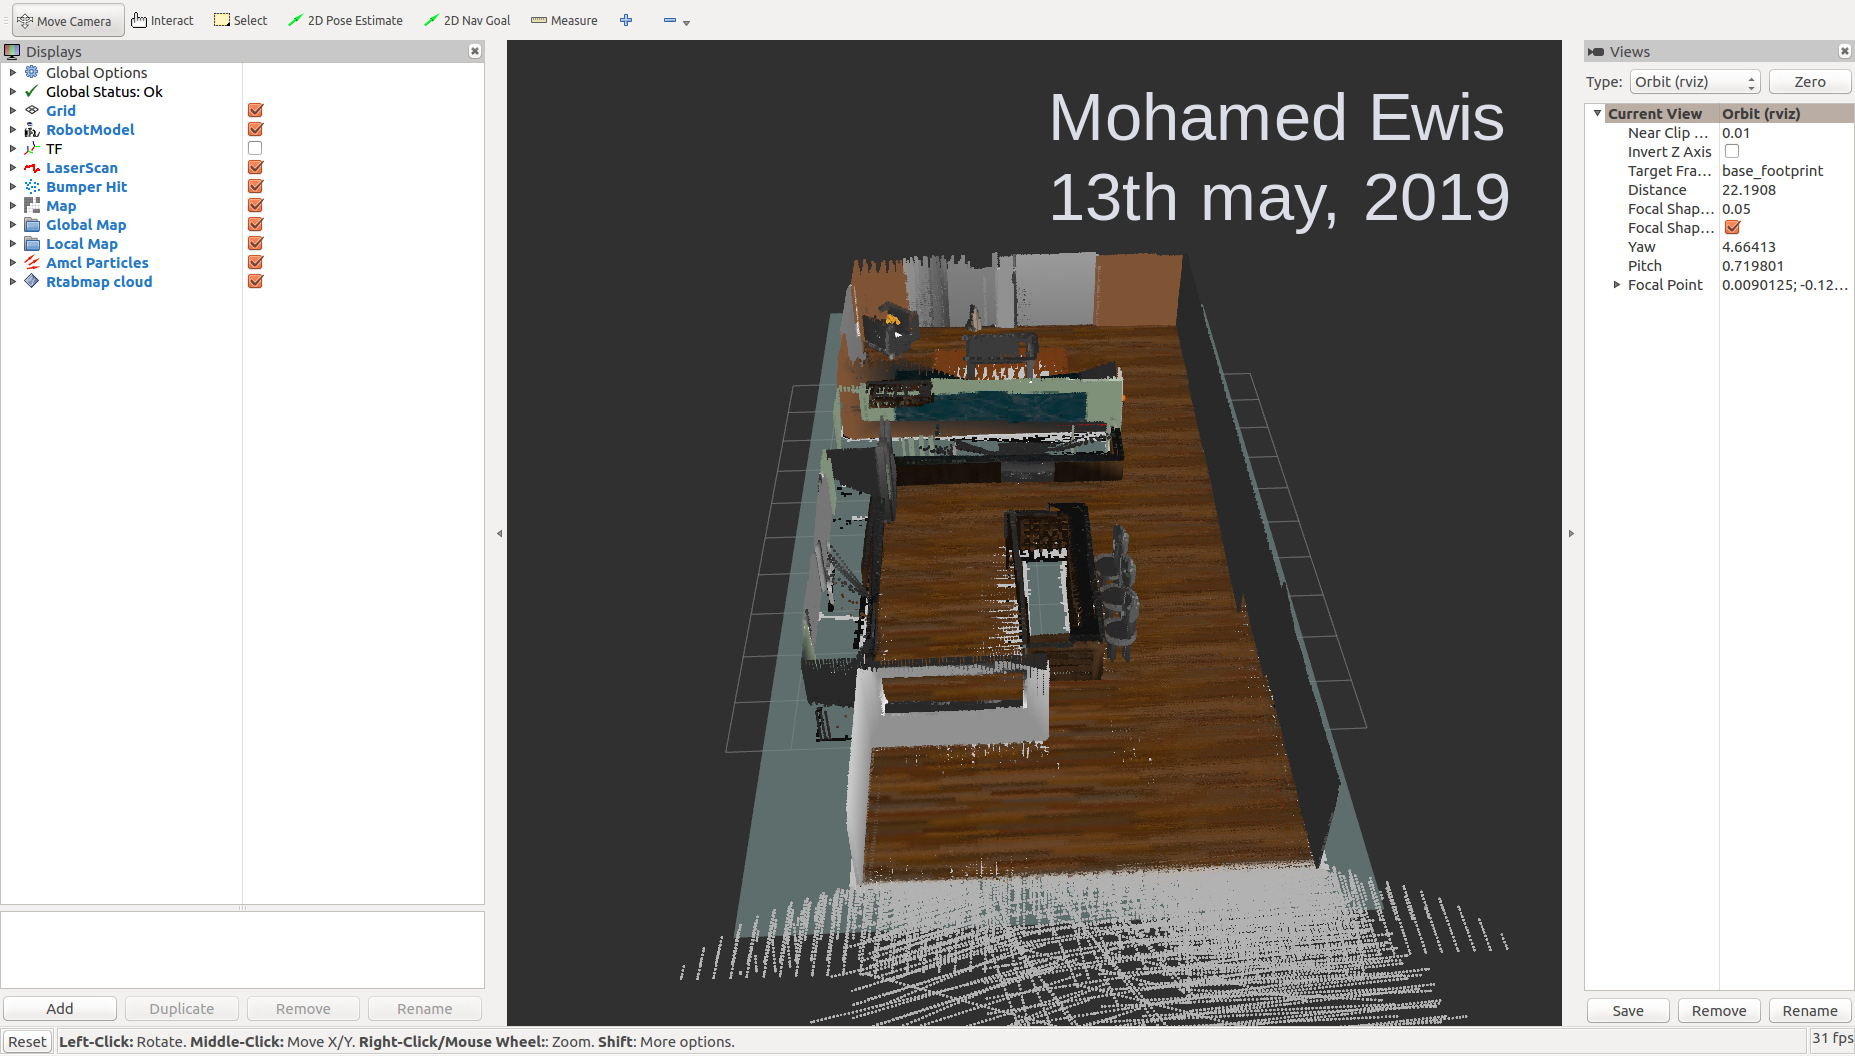 Move Camera Interact Select 2D Pose Estimate 2D Nav Goal Measure
Displays
Global Options
Global Status: Ok
Grid
RobotModel
TF
LaserScan
Bumper Hit
Map
Global Map
Local Map
Amcl Particles
Rtabmap cloud
Add Duplicate Remove Rename
Mohamed Ewis
13th may, 2019
Views
Type: Orbit (rviz) Zero
Current View Orbit (rviz)
Near Clip ... 0.01
Invert Z Axis
Target Fra... base_footprint
Distance 22.1908
Focal Shap... 0.05
Focal Shap...
Yaw 4.66413
Pitch 0.719801
Focal Point 0.0090125; -0.12...
Save Remove Rename
Reset Left-Click: Rotate. Middle-Click: Move X/Y. Right-Click/Mouse Wheel:: Zoom. Shift: More options. 31 fps